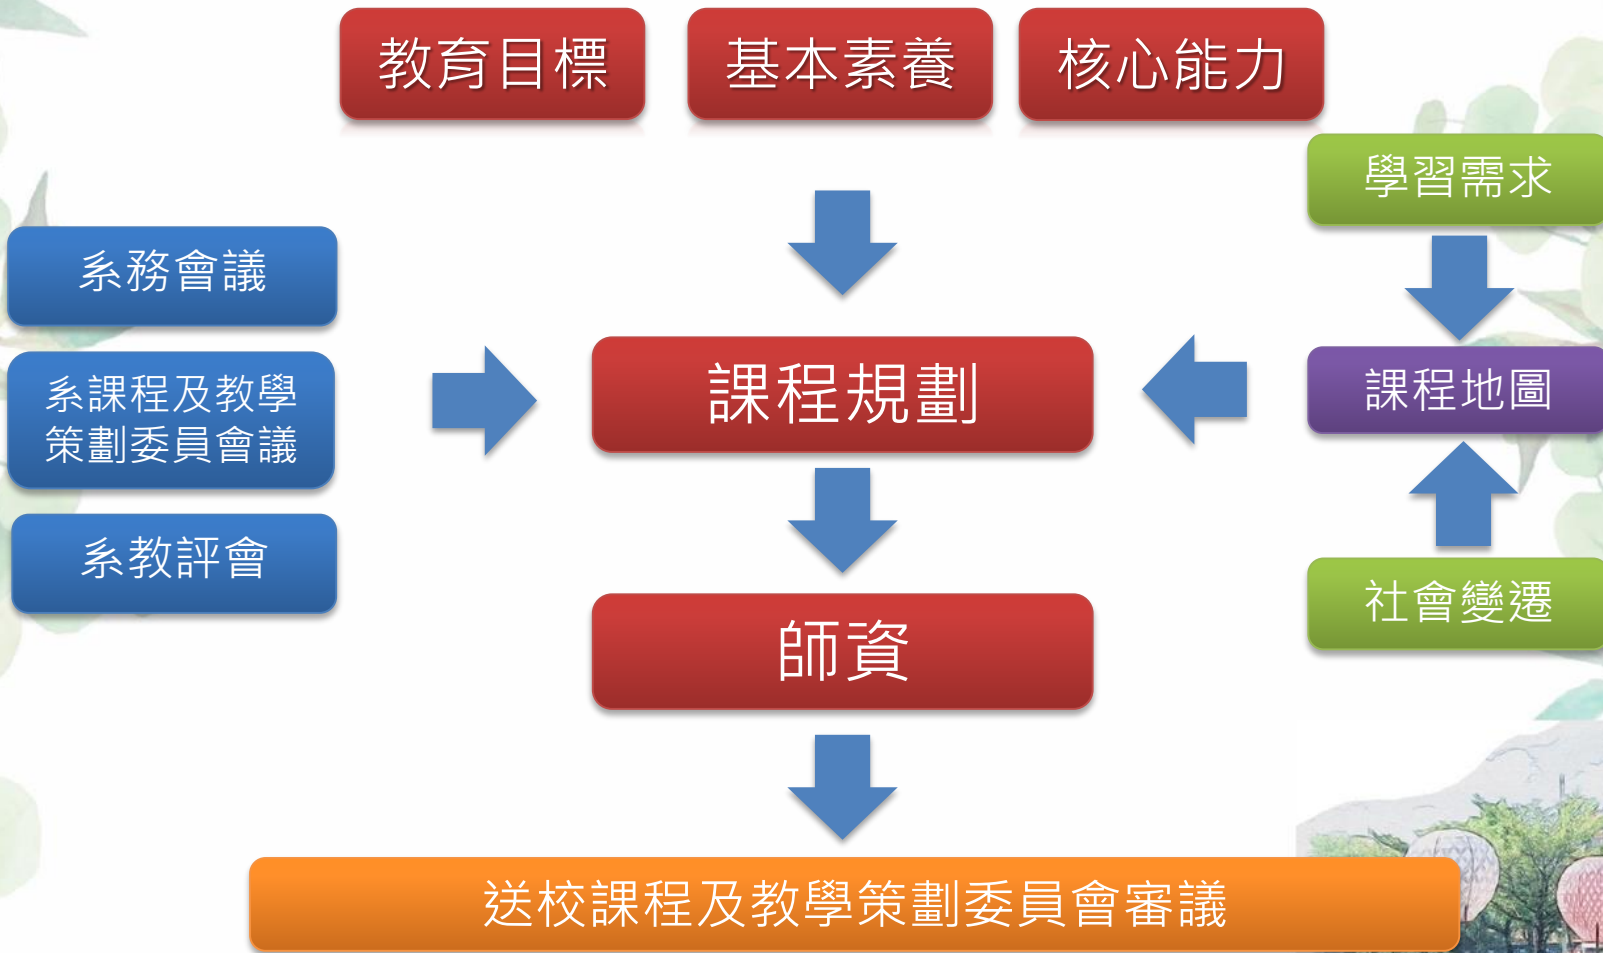 教育目標
基本素養
核心能力
學習需求
系務會議
系課程及教學
策劃委員會議
系教評會
課程規劃
課程地圖
社會變遷
師資
送校課程及教學策劃委員會審議